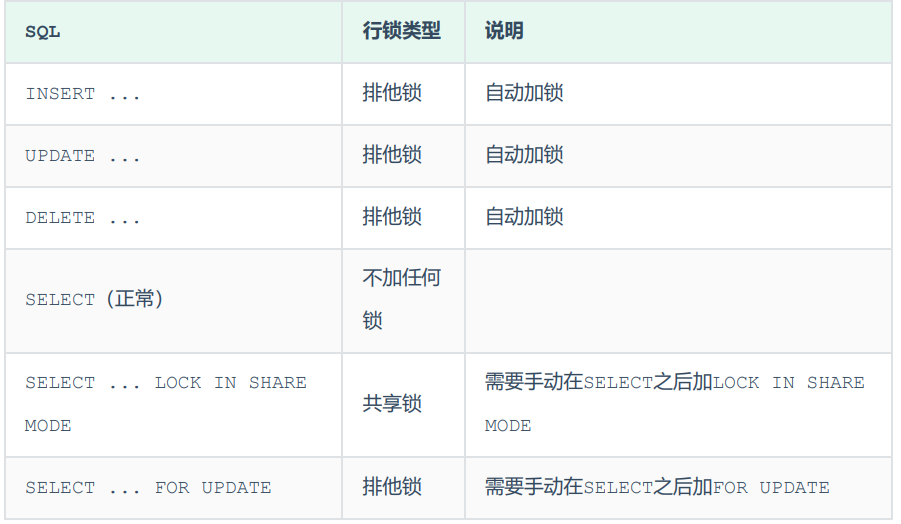 SQL 行锁类型 说明
INSERT ... 排他锁 自动加锁
UPDATE ... 排他锁 自动加锁
DELETE ... 排他锁 自动加锁
SELECT（正常）
不加任何
锁
SELECT ... LOCK IN SHARE
MODE
共享锁
需要手动在SELECT之后加LOCK IN SHARE
MODE
SELECT ... FOR UPDATE 排他锁 需要手动在SELECT之后加FOR UPDATE